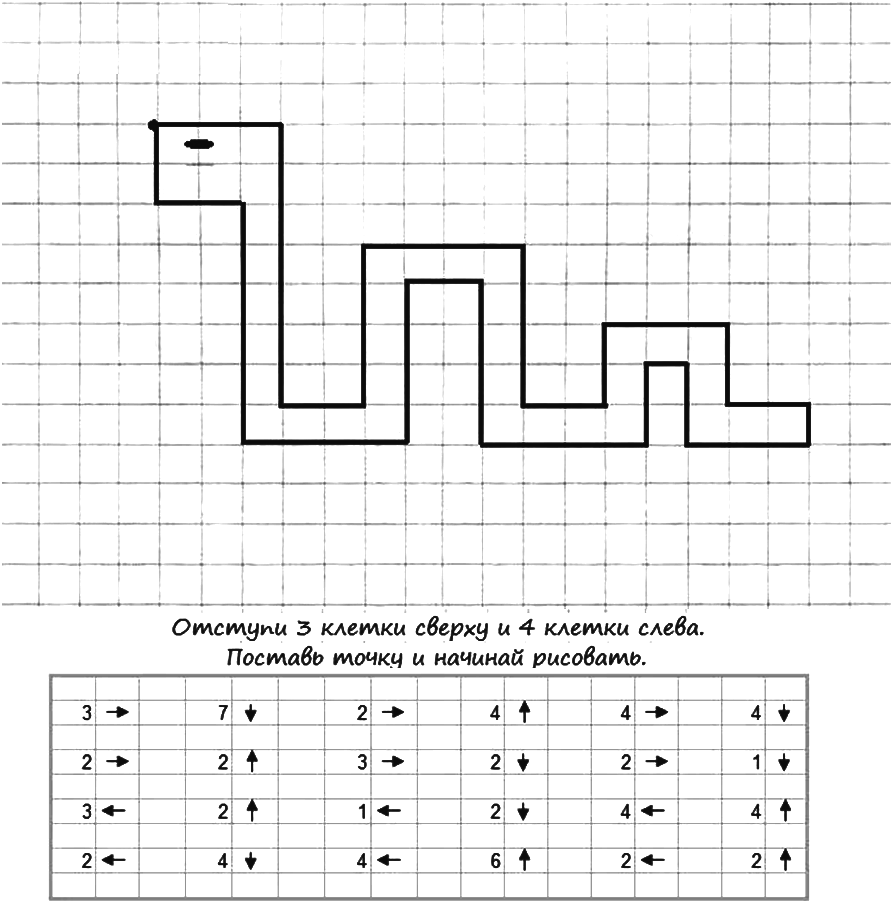 Отступи 3 клетки сверху и 4 клетки слева.
Поставь точку и начинай рисовать.
3 → 7 ↓ 2 → 4 ↑ 4 → 4 ↓
2 → 2 ↑ 3 → 2 ↓ 2 → 1 ↓
3 ← 2 ↑ 1 ← 2 ↓ 4 ← 4 ↑
2 ← 4 ↓ 4 ← 6 ↑ 2 ← 2 ↑